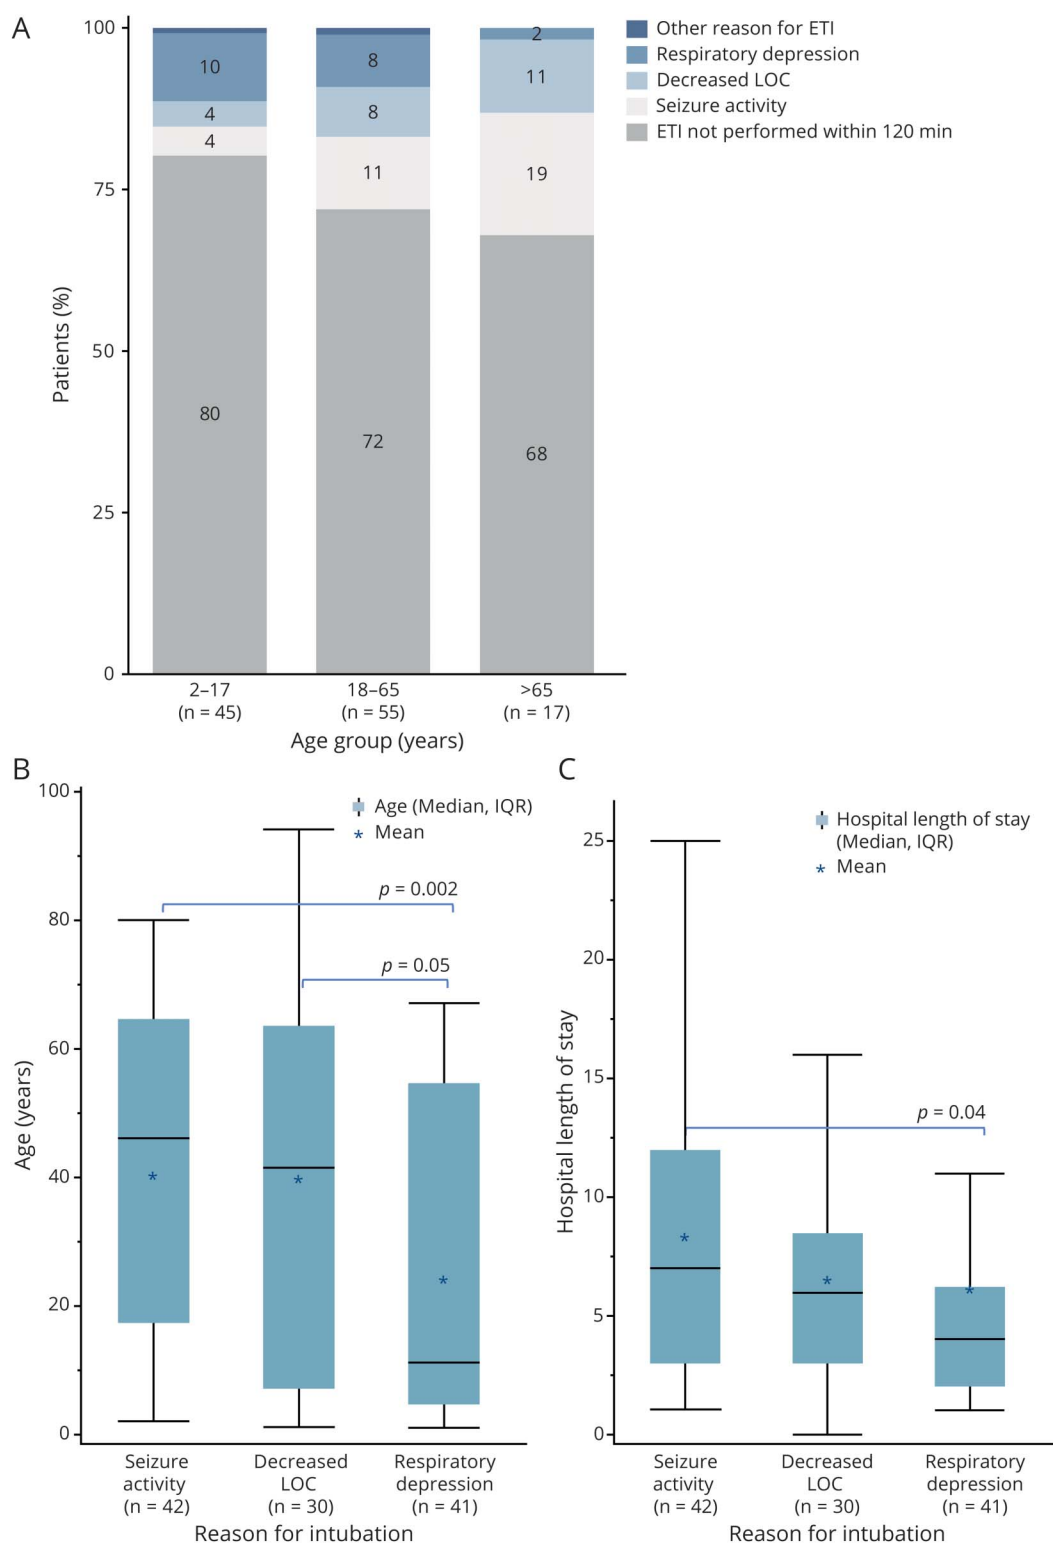 A
100
75
50
25
0
Patients (%)
10
4
4
80
8
8
11
72
2
11
19
68
Other reason for ETI
Respiratory depression
Decreased LOC
Seizure activity
ETI not performed within 120 min
2–17
(n = 45)
18–65
(n = 55)
>65
(n = 17)
Age group (years)
B
100
80
60
40
20
0
Age (years)
Age (Median, IQR)
* Mean
p = 0.002
p = 0.05
*
*
*
Seizure
activity
(n = 42)
Decreased
LOC
(n = 30)
Respiratory
depression
(n = 41)
Reason for intubation
C
25
20
15
10
5
0
Hospital length of stay
Hospital length of stay
(Median, IQR)
* Mean
p = 0.04
*
*
*
Seizure
activity
(n = 42)
Decreased
LOC
(n = 30)
Respiratory
depression
(n = 41)
Reason for intubation